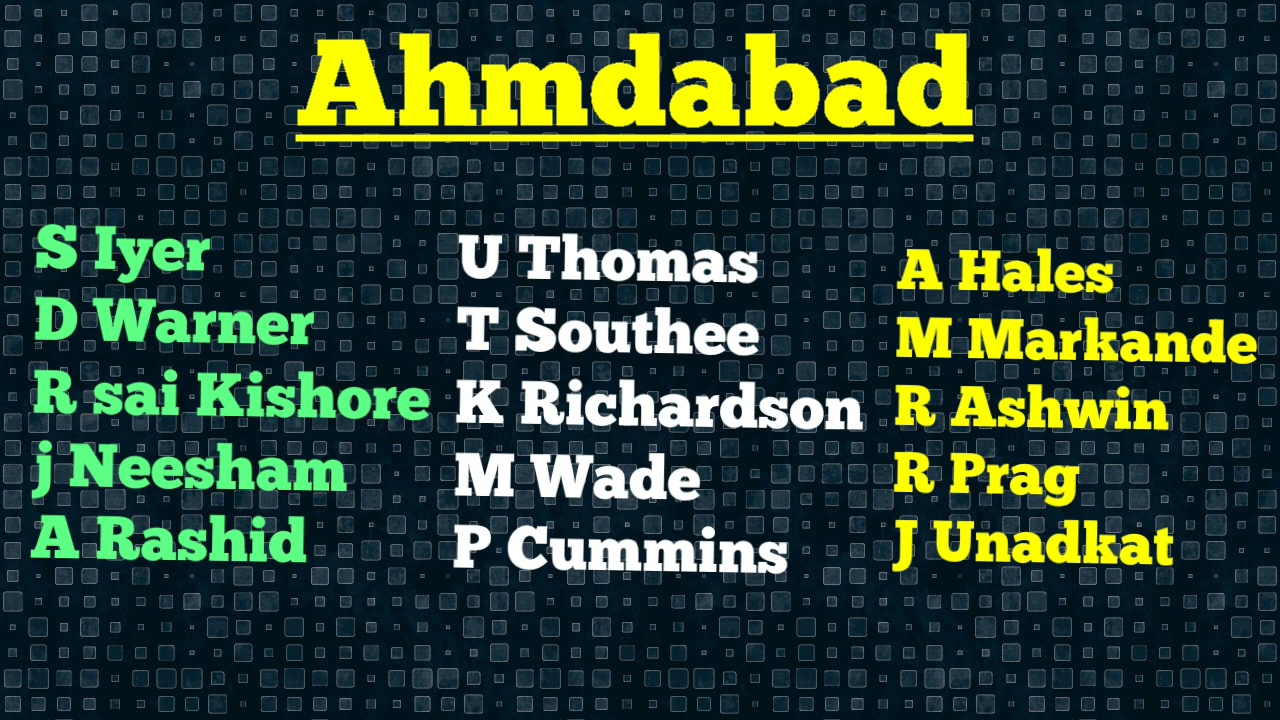 Ahmdabad
S Iyer
D Warner
R sai Kishore
j Neesham
A Rashid
U Thomas
T Southee
K Richardson
M Wade
P Cummins
A Hales
M Markande
R Ashwin
R Prag
J Unadkat